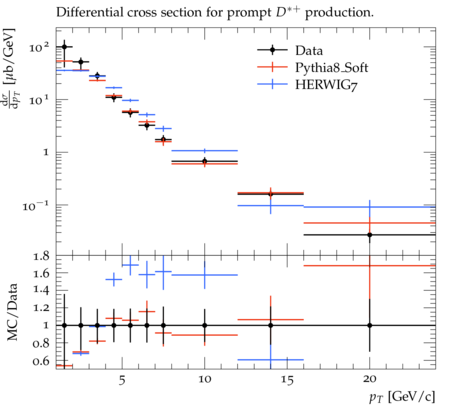 Differential cross section for prompt D*+ production.
dσ/dpT [μb/GeV]
Data
Pythia8_Soft
HERWIG7
10²
10¹
1
10⁻¹
MC/Data
1.8
1.6
1.4
1.2
1
0.8
0.6
5 10 15 20
pT [GeV/c]